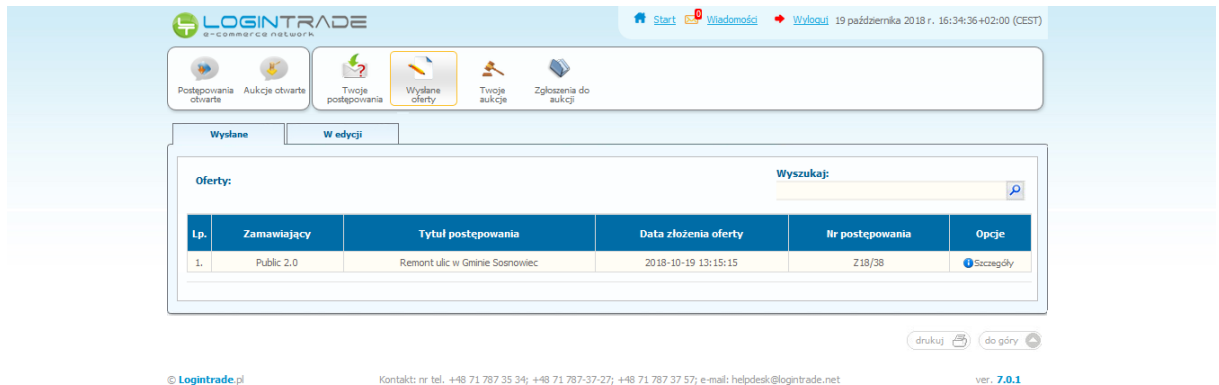 LOGINTRADE
e-commerce network
Start 0 Wiadomości Wyloguj 19 października 2018 r. 16:34:36+02:00 (CEST)
Postępowania otwarte
Aukcje otwarte
Twoje postępowania
Wysłane oferty
Twoje aukcje
Zgłoszenia do aukcji
Wysłane W edycji
Oferty: Wyszukaj:
Lp. Zamawiający Tytuł postępowania Data złożenia oferty Nr postępowania Opcje
1. Public 2.0 Remont ulic w Gminie Sosnowiec 2018-10-19 13:15:15 Z18/38 Szczegóły
drukuj do góry
© Logintrade.pl Kontakt: nr tel. +48 71 787 35 34; +48 71 787-37-27; +48 71 787 37 57; e-mail: helpdesk@logintrade.net ver. 7.0.1